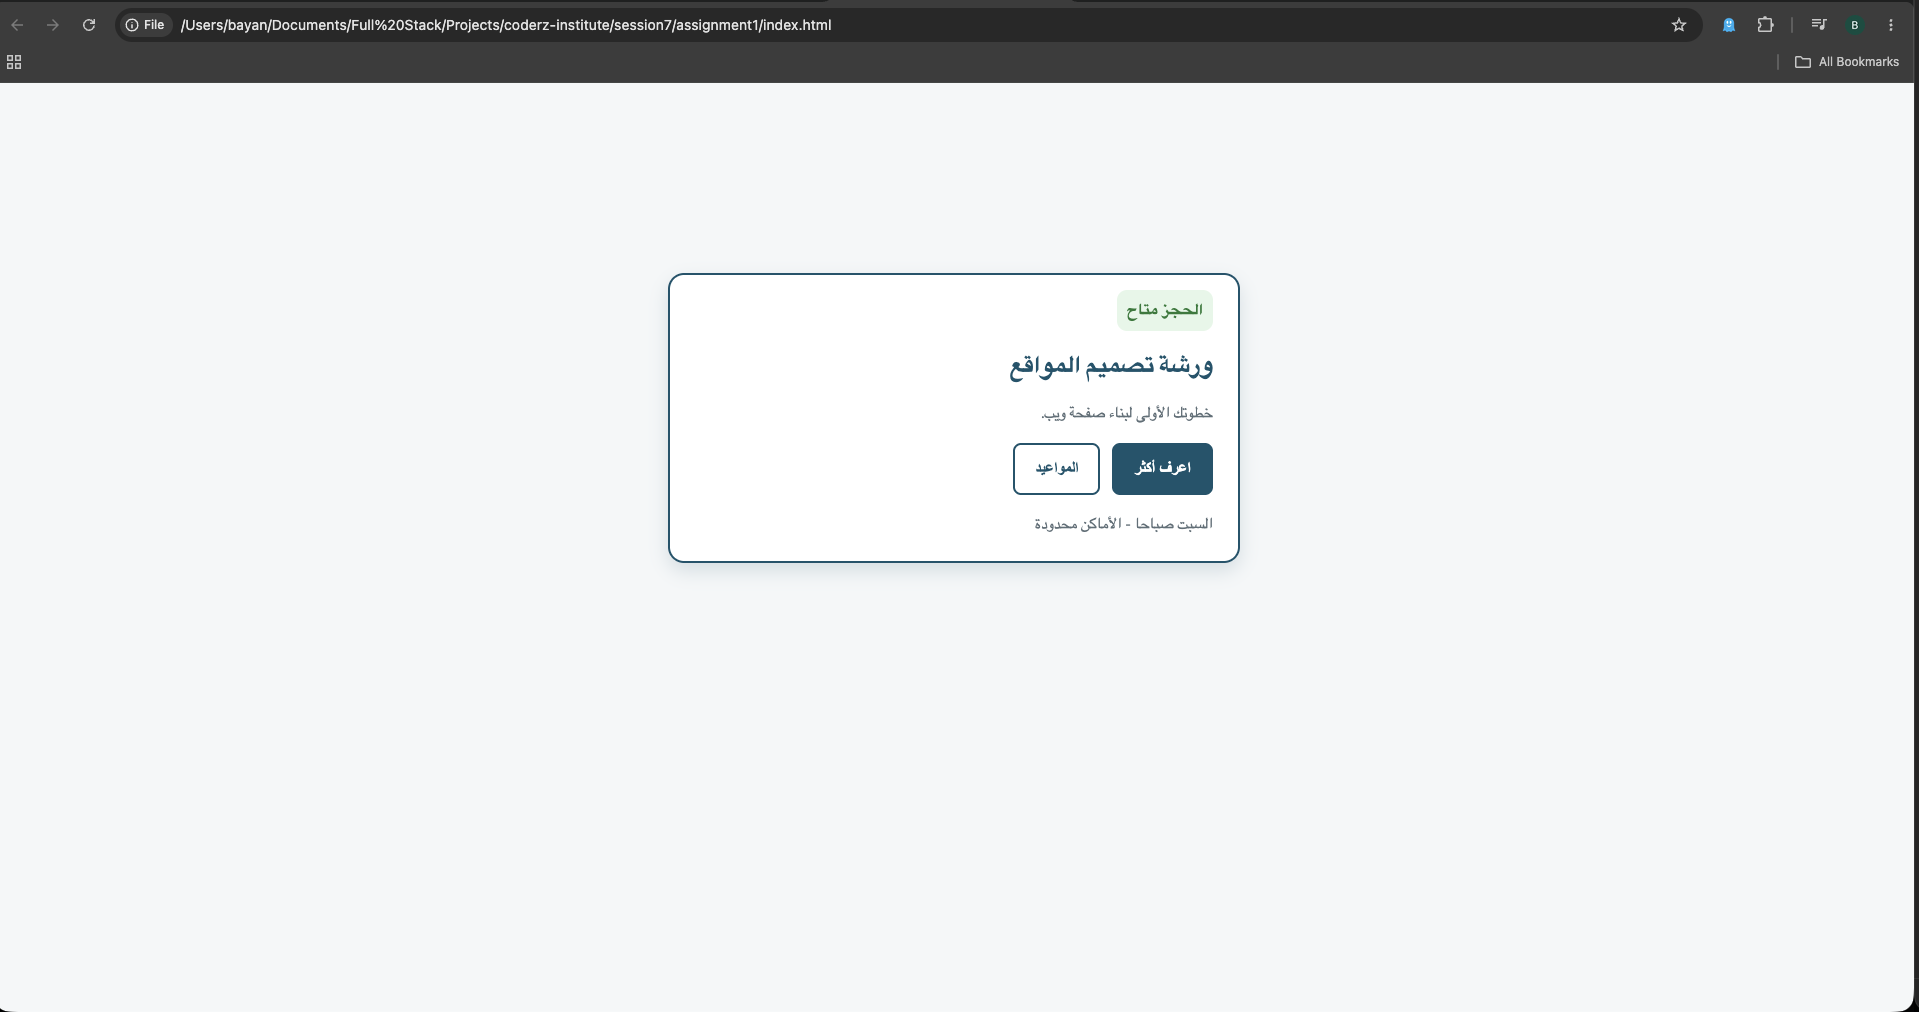 File
/Users/bayan/Documents/Full%20Stack/Projects/coderz-institute/session7/assignment1/index.html
B
All Bookmarks
الحجز متاح
ورشة تصميم المواقع
خطوتك الأولى لبناء صفحة ويب.
اعرف أكثر
المواعيد
السبت صباحا - الأماكن محدودة